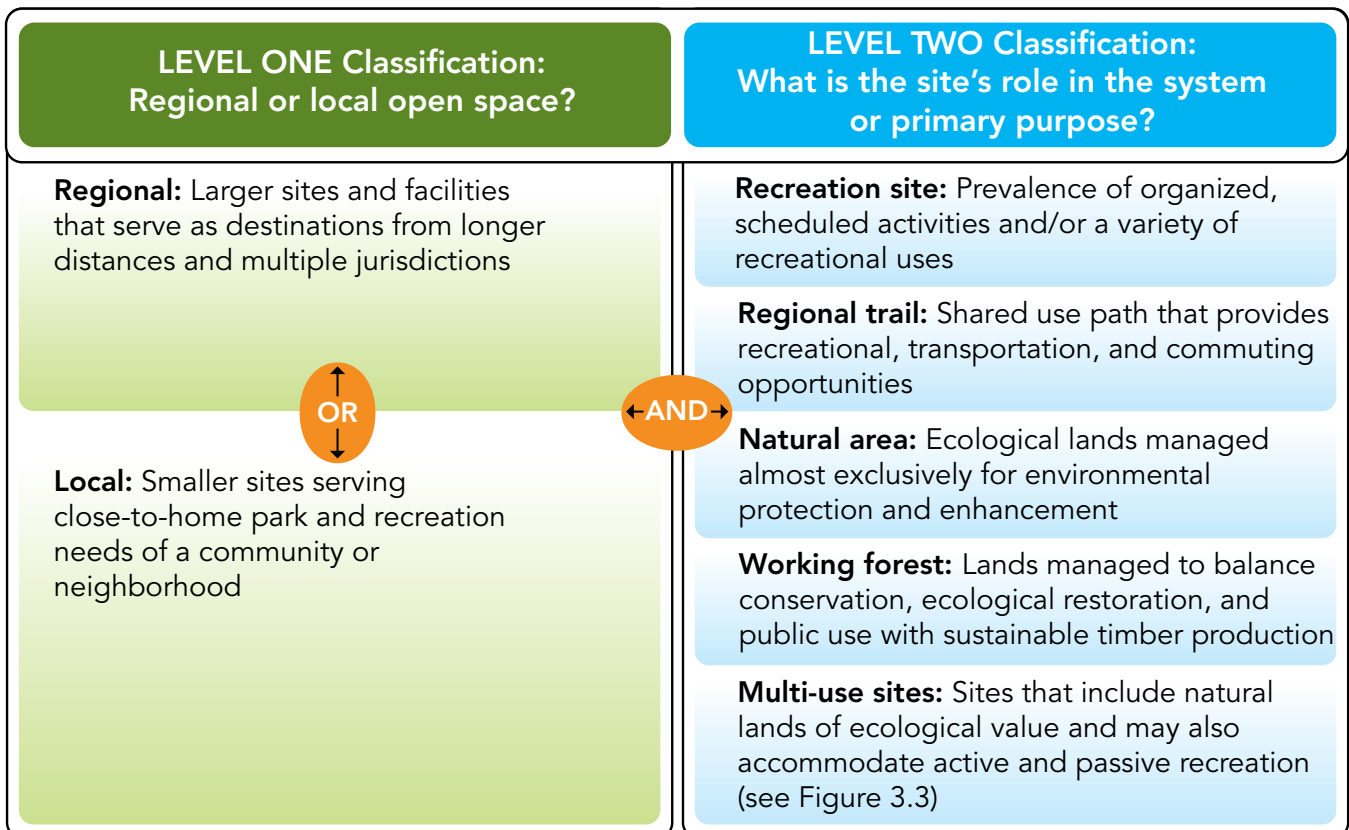 LEVEL ONE Classification:
Regional or local open space?
Regional: Larger sites and facilities
that serve as destinations from longer
distances and multiple jurisdictions
OR
Local: Smaller sites serving
close-to-home park and recreation
needs of a community or
neighborhood
AND
LEVEL TWO Classification:
What is the site’s role in the system
or primary purpose?
Recreation site: Prevalence of organized,
scheduled activities and/or a variety of
recreational uses
Regional trail: Shared use path that provides
recreational, transportation, and commuting
opportunities
Natural area: Ecological lands managed
almost exclusively for environmental
protection and enhancement
Working forest: Lands managed to balance
conservation, ecological restoration, and
public use with sustainable timber production
Multi-use sites: Sites that include natural
lands of ecological value and may also
accommodate active and passive recreation
(see Figure 3.3)